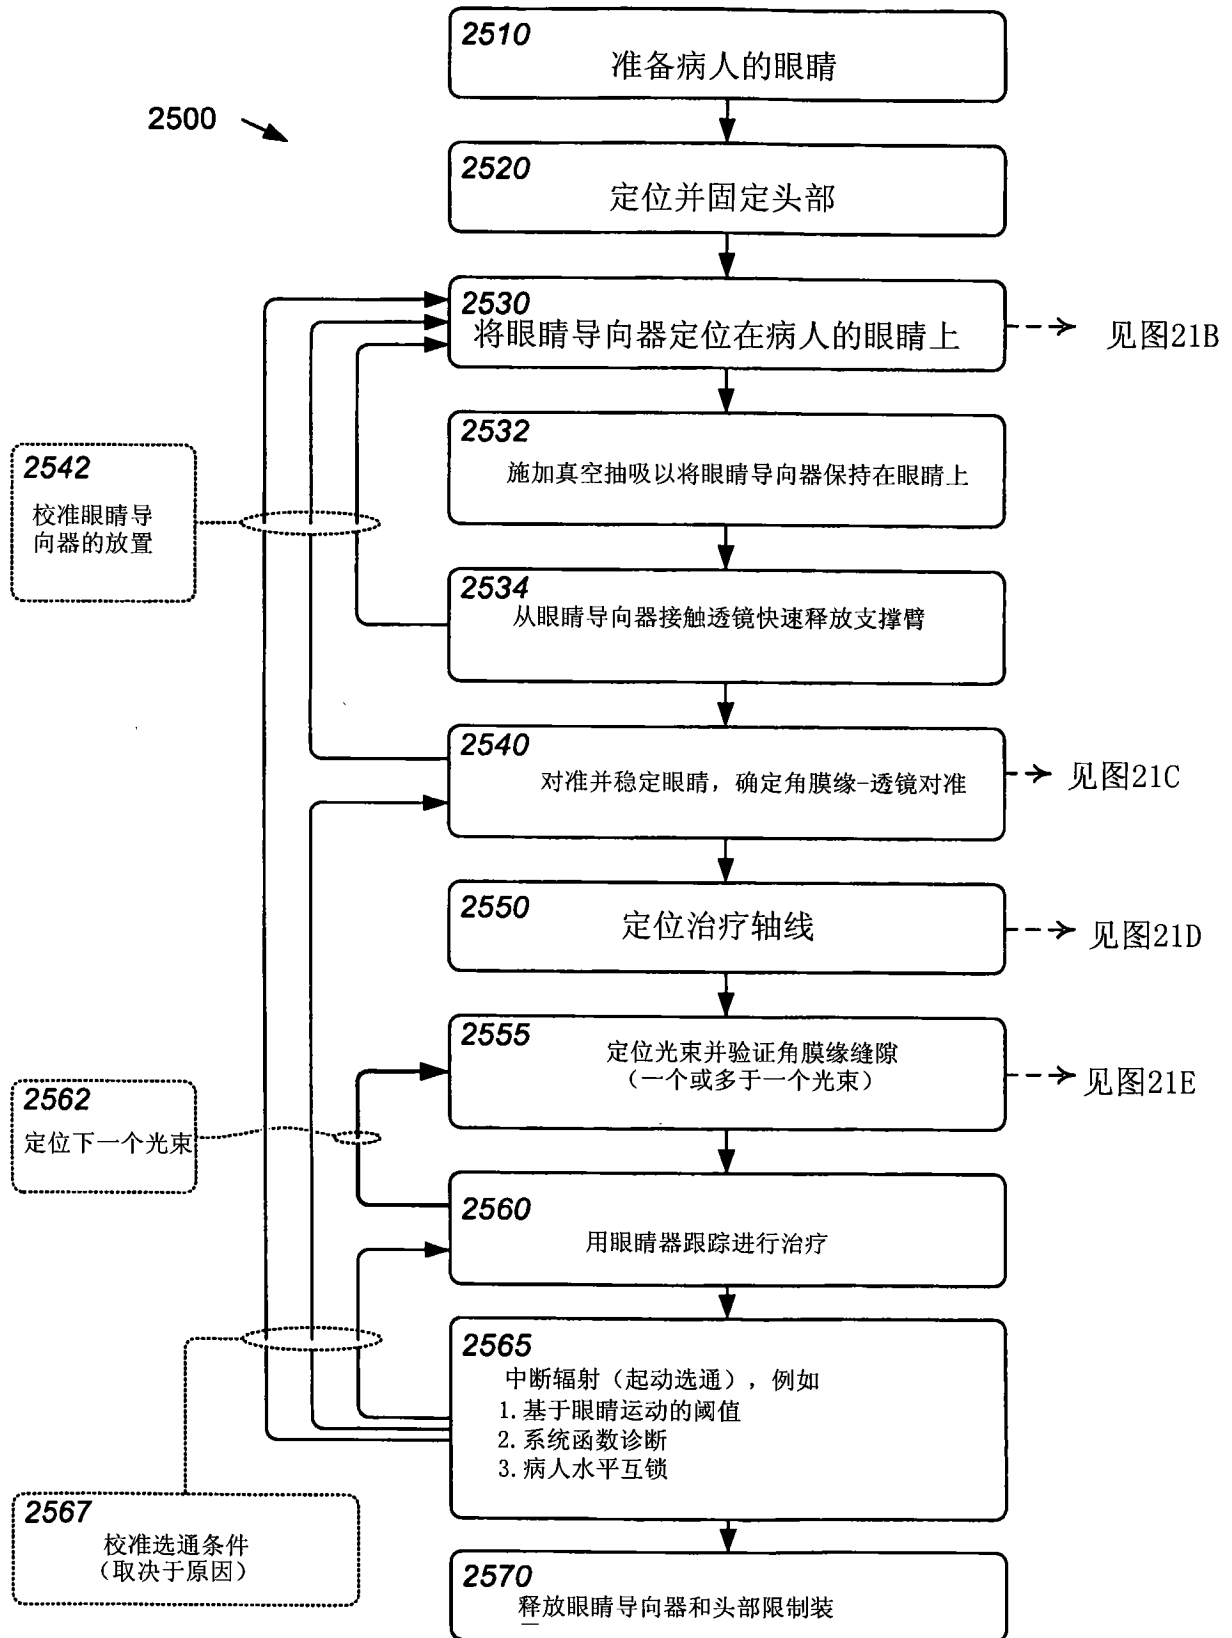 2510
准备病人的眼睛
2500
2520
定位并固定头部
2530
将眼睛导向器定位在病人的眼睛上
见图21B
2532
施加真空抽吸以将眼睛导向器保持在眼睛上
2542
校准眼睛导
向器的放置
2534
从眼睛导向器接触透镜快速释放支撑臂
2540
对准并稳定眼睛，确定角膜缘-透镜对准
见图21C
2550
定位治疗轴线
见图21D
2555
定位光束并验证角膜缘缝隙
（一个或多于一个光束）
见图21E
2562
定位下一个光束
2560
用眼睛器跟踪进行治疗
2565
中断辐射（起动选通），例如
1.基于眼睛运动的阈值
2.系统函数诊断
3.病人水平互锁
2567
校准选通条件
（取决于原因）
2570
释放眼睛导向器和头部限制装